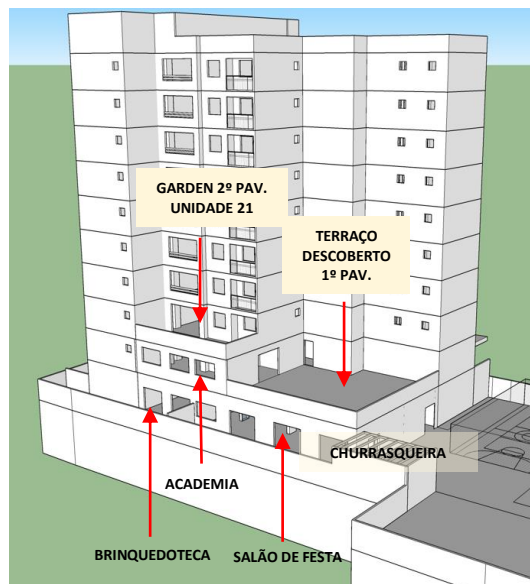 GARDEN 2º PAV.
UNIDADE 21
TERRAÇO
DESCOBERTO
1º PAV.
CHURRASQUEIRA
ACADEMIA
BRINQUEDOTECA
SALÃO DE FESTA